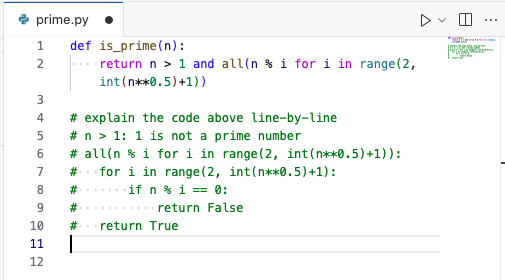 prime.py
1 def is_prime(n):
2     return n > 1 and all(n % i for i in range(2,
    int(n**0.5)+1))
3
4 # explain the code above line-by-line
5 # n > 1: 1 is not a prime number
6 # all(n % i for i in range(2, int(n**0.5)+1)):
7 #   for i in range(2, int(n**0.5)+1):
8 #       if n % i == 0:
9 #           return False
10 #   return True
11
12